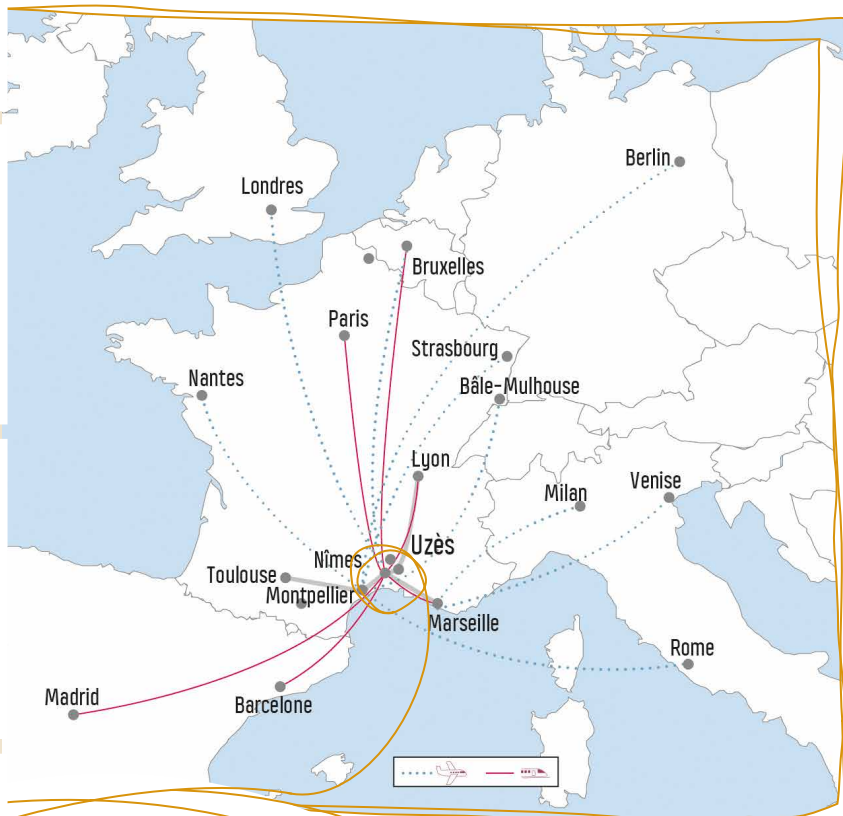 Berlin
Londres
Bruxelles
Paris
Strasbourg
Nantes
Bâle-Mulhouse
Lyon
Milan
Venise
Uzès
Nîmes
Toulouse
Montpellier
Marseille
Rome
Madrid
Barcelone